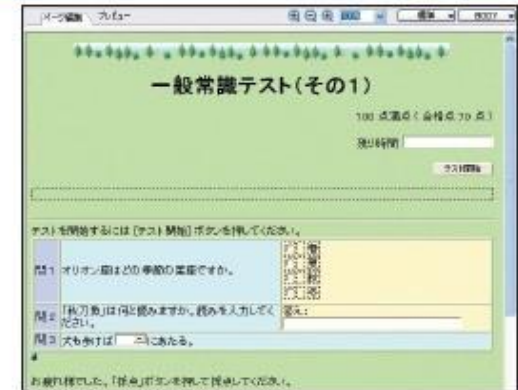 ページ編集 プレビュー
標準 BODY
一般常識テスト(その1)
100 点満点(合格点 70 点)
残り時間
テスト開始
テストを開始するには [テスト開始] ボタンを押してください。
問1 オリオン座はどの季節の星座ですか。
春
夏
秋
冬
問2 「秋刀魚」は何と読みますか。読みを入力してください。
答え:
問3 犬も歩けば にあたる。
お疲れ様でした。「採点」ボタンを押して採点してください。